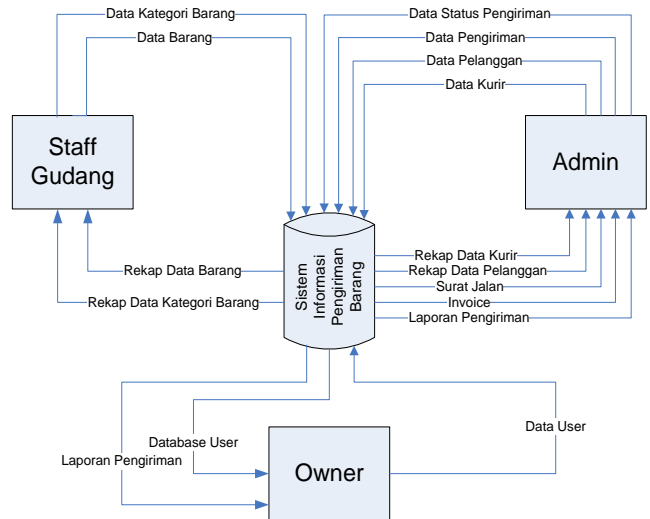 Data Kategori Barang
Data Barang
Data Status Pengiriman
Data Pengiriman
Data Pelanggan
Data Kurir
Staff
Gudang
Admin
Sistem
Informasi
Pengiriman
Barang
Rekap Data Barang
Rekap Data Kategori Barang
Rekap Data Kurir
Rekap Data Pelanggan
Surat Jalan
Invoice
Laporan Pengiriman
Database User
Laporan Pengiriman
Data User
Owner